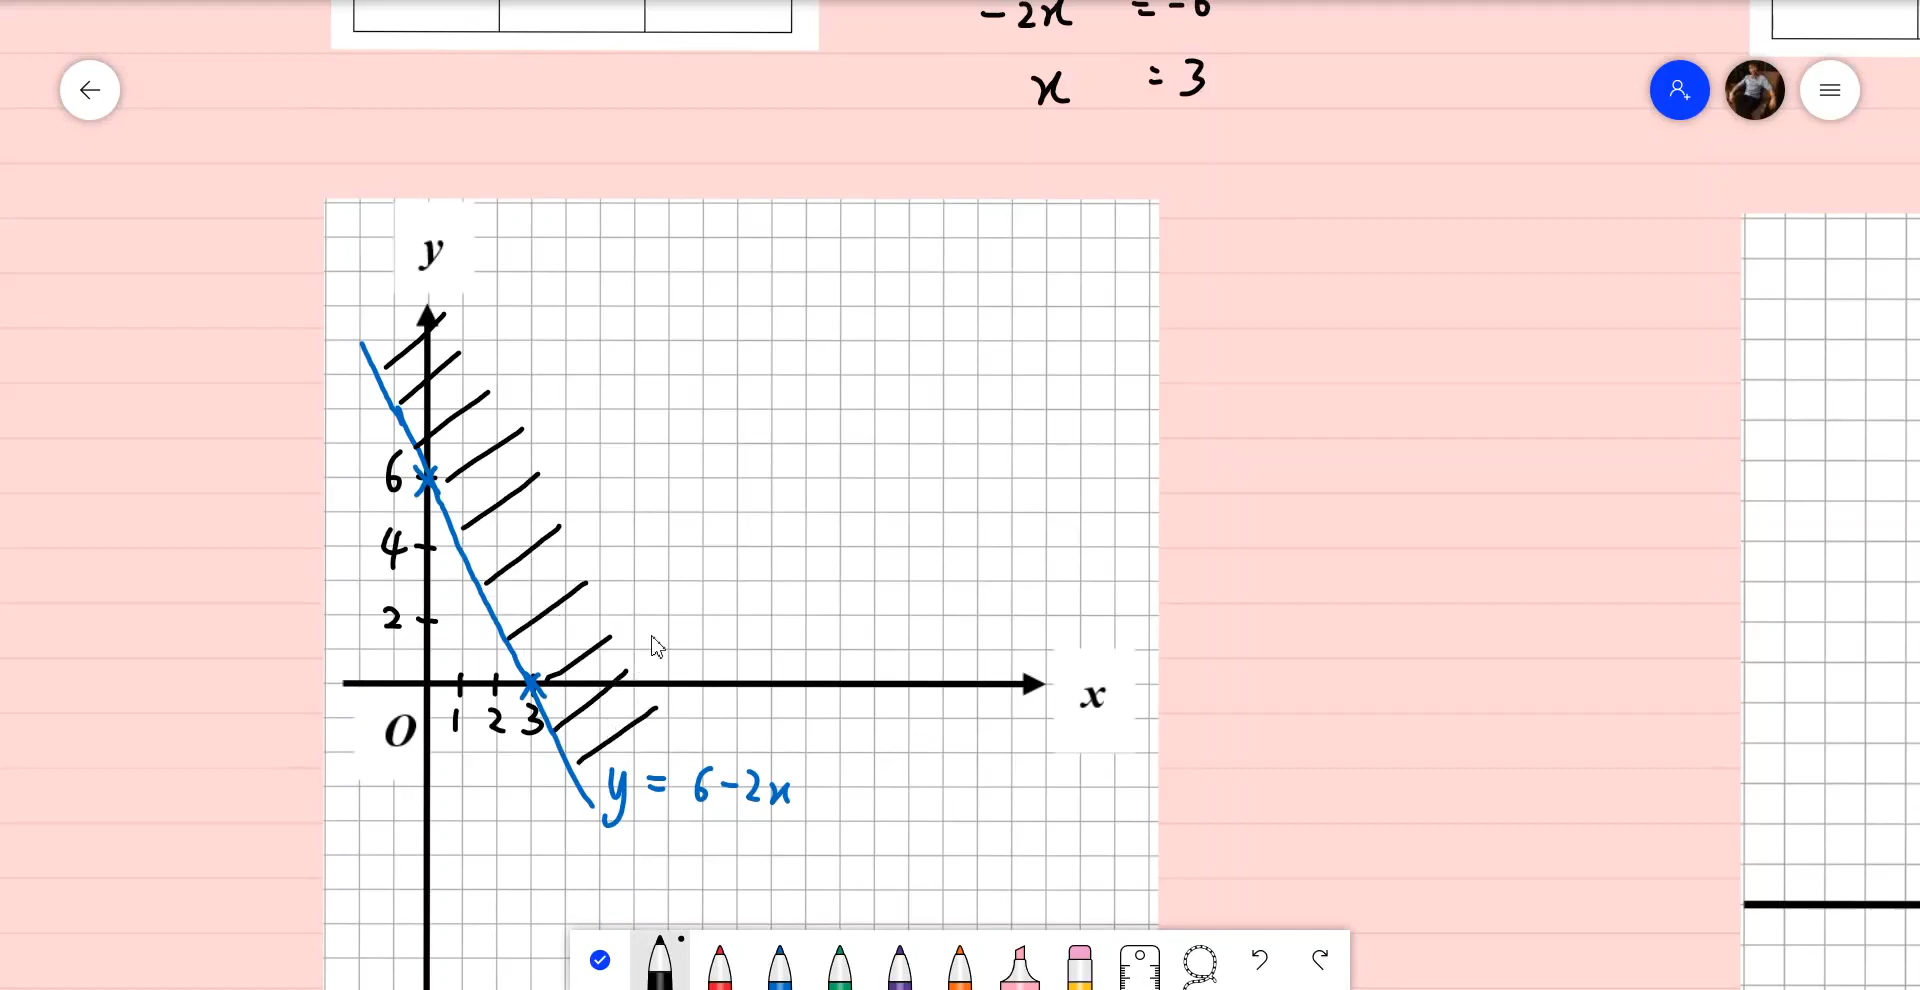 - 2x = - 6
x = 3
y
6
4
2
x
O 1 2 3
y = 6 - 2x